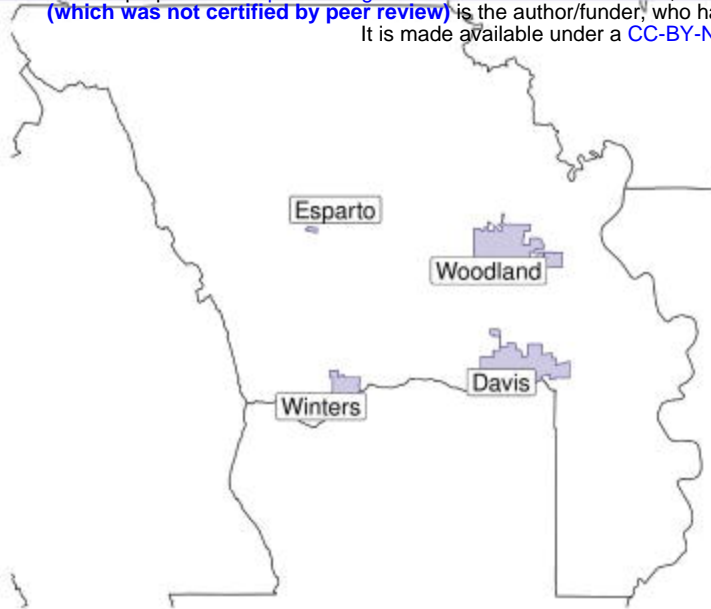 (which was not certified by peer review) is the author/funder, who ha
It is made available under a CC-BY-N
Esparto
Woodland
Davis
Winters